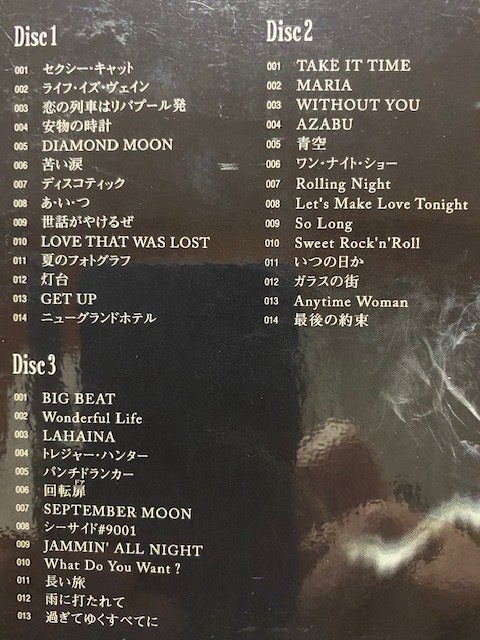 Disc1
001 セクシー・キャット
002 ライフ・イズ・ヴェイン
003 恋の列車はリバプール発
004 安物の時計
005 DIAMOND MOON
006 苦い涙
007 ディスコティック
008 あ・い・つ
009 世話がやけるぜ
010 LOVE THAT WAS LOST
011 夏のフォトグラフ
012 灯台
013 GET UP
014 ニューグランドホテル
Disc2
001 TAKE IT TIME
002 MARIA
003 WITHOUT YOU
004 AZABU
005 青空
006 ワン・ナイト・ショー
007 Rolling Night
008 Let's Make Love Tonight
009 So Long
010 Sweet Rock'n'Roll
011 いつの日か
012 ガラスの街
013 Anytime Woman
014 最後の約束
Disc3
001 BIG BEAT
002 Wonderful Life
003 LAHAINA
004 トレジャー・ハンター
005 パンチドランカー
006 回転扉
ドア
007 SEPTEMBER MOON
008 シーサイド#9001
009 JAMMIN' ALL NIGHT
010 What Do You Want ?
011 長い旅
012 雨に打たれて
013 過ぎてゆくすべてに